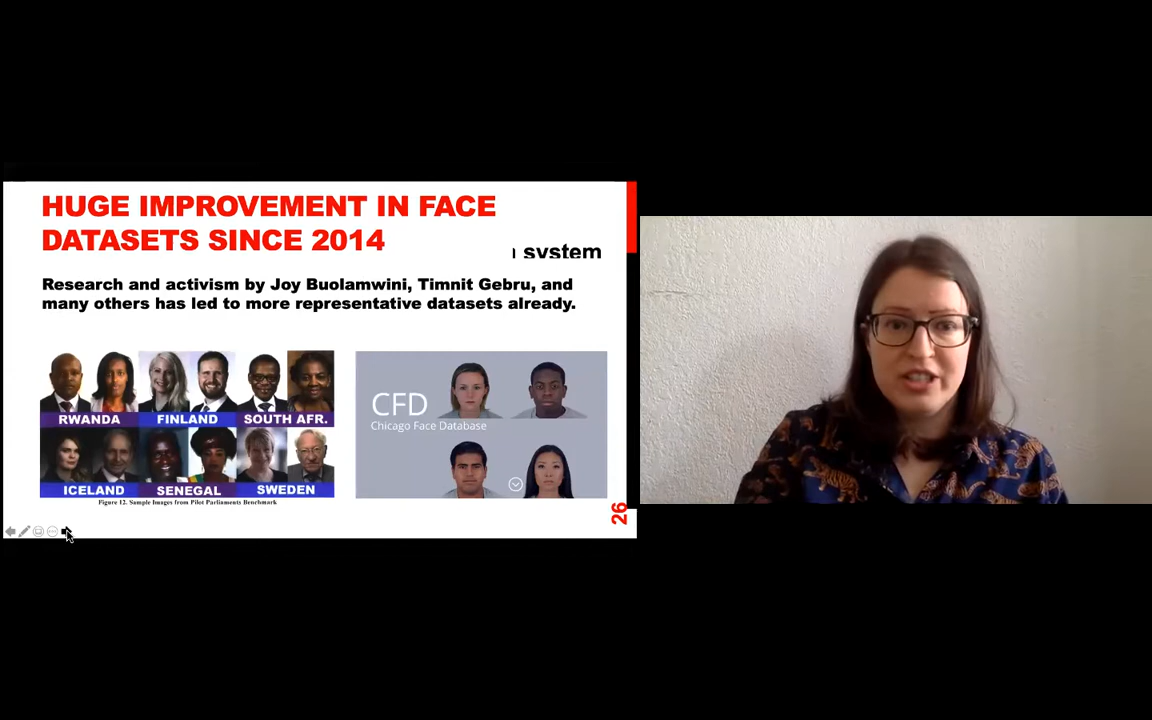 HUGE IMPROVEMENT IN FACE
DATASETS SINCE 2014
system
Research and activism by Joy Buolamwini, Timnit Gebru, and
many others has led to more representative datasets already.
RWANDA FINLAND SOUTH AFR.
ICELAND SENEGAL SWEDEN
Figure 12. Sample Images from Pilot Parliaments Benchmark
CFD
Chicago Face Database
26